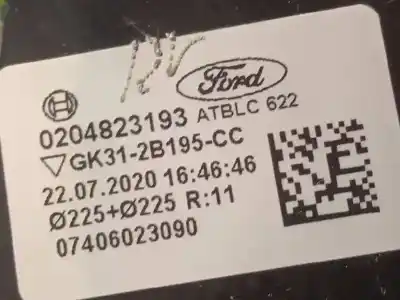 Ford
0204823193 ATBLC 622
GK31-2B195-CC
22.07.2020 16:46:46
Ø225+Ø225 R:11
07406023090